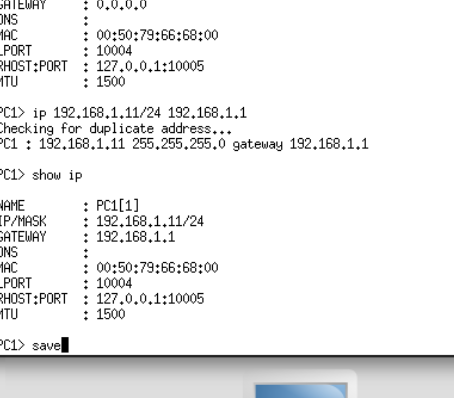 GATEWAY : 0.0.0.0
DNS :
MAC : 00:50:79:66:68:00
LPORT : 10004
RHOST:PORT : 127.0.0.1:10005
MTU : 1500
PC1> ip 192.168.1.11/24 192.168.1.1
Checking for duplicate address...
PC1 : 192.168.1.11 255.255.255.0 gateway 192.168.1.1
PC1> show ip
NAME : PC1[1]
IP/MASK : 192.168.1.11/24
GATEWAY : 192.168.1.1
DNS :
MAC : 00:50:79:66:68:00
LPORT : 10004
RHOST:PORT : 127.0.0.1:10005
MTU : 1500
PC1> save